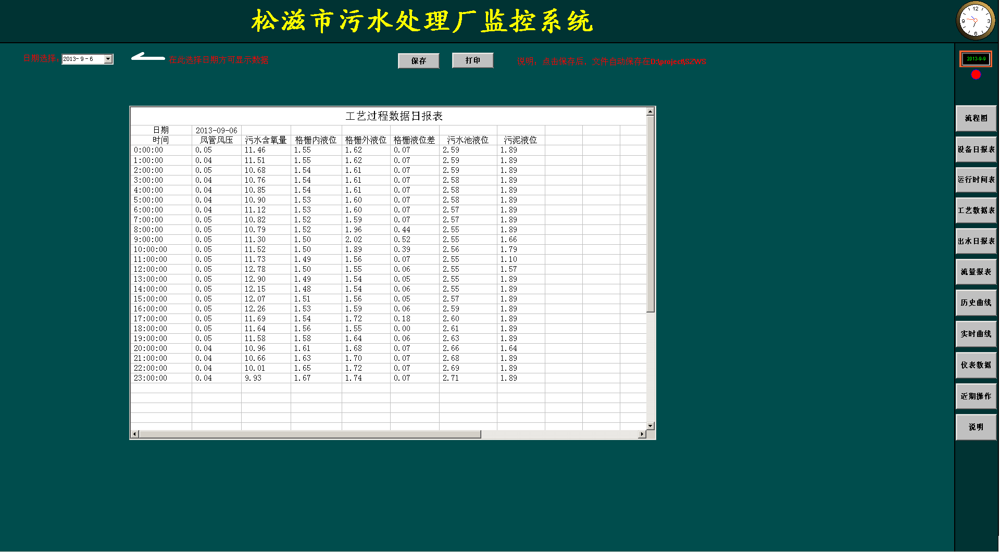 松滋市污水处理厂监控系统
12
3
6
9
日期选择：
2013- 9 - 6
在此选择日期方可显示数据
保存
打印
说明：点击保存后，文件自动保存在D:\project\SZWS
2013-9-9
工艺过程数据日报表
日期 2013-09-06
时间 风管风压 污水含氧量 格栅内液位 格栅外液位 格栅液位差 污水池液位 污泥液位
0:00:00 0.05 11.46 1.55 1.62 0.07 2.59 1.89
1:00:00 0.04 11.51 1.55 1.62 0.07 2.59 1.89
2:00:00 0.05 10.68 1.54 1.61 0.07 2.59 1.89
3:00:00 0.04 10.76 1.54 1.61 0.07 2.58 1.89
4:00:00 0.04 10.85 1.54 1.61 0.07 2.58 1.89
5:00:00 0.04 10.90 1.53 1.60 0.07 2.58 1.89
6:00:00 0.04 11.12 1.53 1.60 0.07 2.57 1.89
7:00:00 0.05 10.82 1.52 1.59 0.07 2.57 1.89
8:00:00 0.05 10.79 1.52 1.96 0.44 2.55 1.89
9:00:00 0.05 11.30 1.50 2.02 0.52 2.55 1.66
10:00:00 0.05 11.52 1.50 1.89 0.39 2.56 1.79
11:00:00 0.05 11.73 1.49 1.56 0.07 2.55 1.10
12:00:00 0.05 12.78 1.50 1.55 0.06 2.55 1.57
13:00:00 0.05 12.90 1.49 1.54 0.05 2.55 1.89
14:00:00 0.05 12.15 1.48 1.54 0.06 2.55 1.89
15:00:00 0.05 12.07 1.51 1.56 0.05 2.57 1.89
16:00:00 0.05 12.26 1.53 1.59 0.06 2.59 1.89
17:00:00 0.05 11.69 1.54 1.72 0.18 2.60 1.89
18:00:00 0.05 11.64 1.56 1.55 0.00 2.61 1.89
19:00:00 0.05 11.58 1.58 1.64 0.06 2.63 1.89
20:00:00 0.04 10.96 1.61 1.68 0.07 2.66 1.64
21:00:00 0.04 10.66 1.63 1.70 0.07 2.68 1.89
22:00:00 0.04 10.01 1.65 1.72 0.07 2.69 1.89
23:00:00 0.04 9.93 1.67 1.74 0.07 2.71 1.89
流程图
设备日报表
运行时间表
工艺数据表
出水日报表
流量报表
历史曲线
实时曲线
仪表数据
近期操作
说明